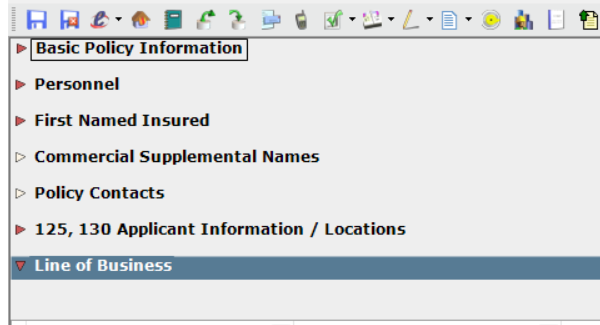 Basic Policy Information
Personnel
First Named Insured
Commercial Supplemental Names
Policy Contacts
125, 130 Applicant Information / Locations
Line of Business